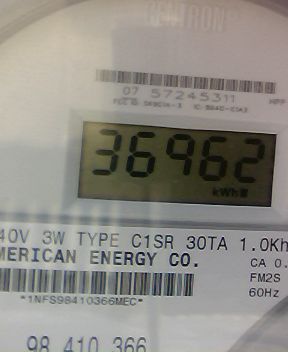 CENTRON®
07 57245311
36962
kWh
40V 3W TYPE C1SR 30TA 1.0Kh
MERICAN ENERGY CO.
CA 0.
FM2S
60Hz
*1NFS98410366MEC*
98 410 366